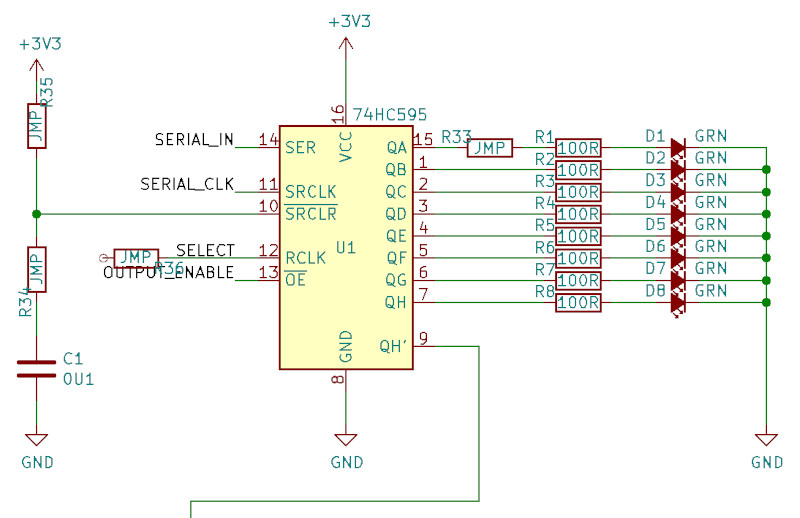 +3V3
+3V3
R35
JMP
16
74HC595
VCC
SERIAL_IN
14
SER
QA
15
R33
JMP
R1
100R
D1
GRN
QB
1
R2
100R
D2
GRN
SERIAL_CLK
11
SRCLK
QC
2
R3
100R
D3
GRN
10
SRCLR
QD
3
R4
100R
D4
GRN
QE
4
R5
100R
D5
GRN
JMP
R34
JMP
R36
SELECT
12
RCLK
U1
QF
5
R6
100R
D6
GRN
OUTPUT_ENABLE
13
OE
QG
6
R7
100R
D7
GRN
QH
7
R8
100R
D8
GRN
QH'
9
GND
8
C1
0U1
GND
GND
GND